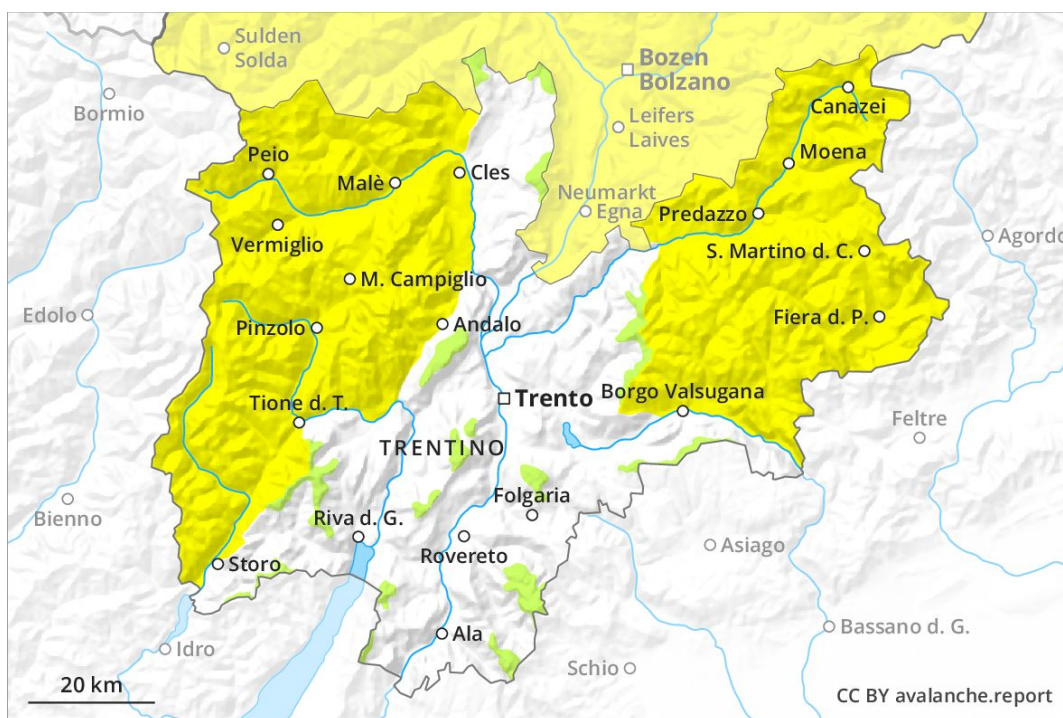 Sulden
Solda
Bozen
Bolzano
Canazei
Bormio
Leifers
Laives
Moena
Peio
Malè
Cles
Neumarkt
Egna
Predazzo
Vermiglio
Agordo
S. Martino d. C.
M. Campiglio
Edolo
Pinzolo
Andalo
Fiera d. P.
Trento
Borgo Valsugana
Tione d. T.
Feltre
TRENTINO
Folgaria
Bienno
Riva d. G.
Rovereto
Asiago
Storo
Ala
Bassano d. G.
Idro
Schio
20 km
CC BY avalanche.report